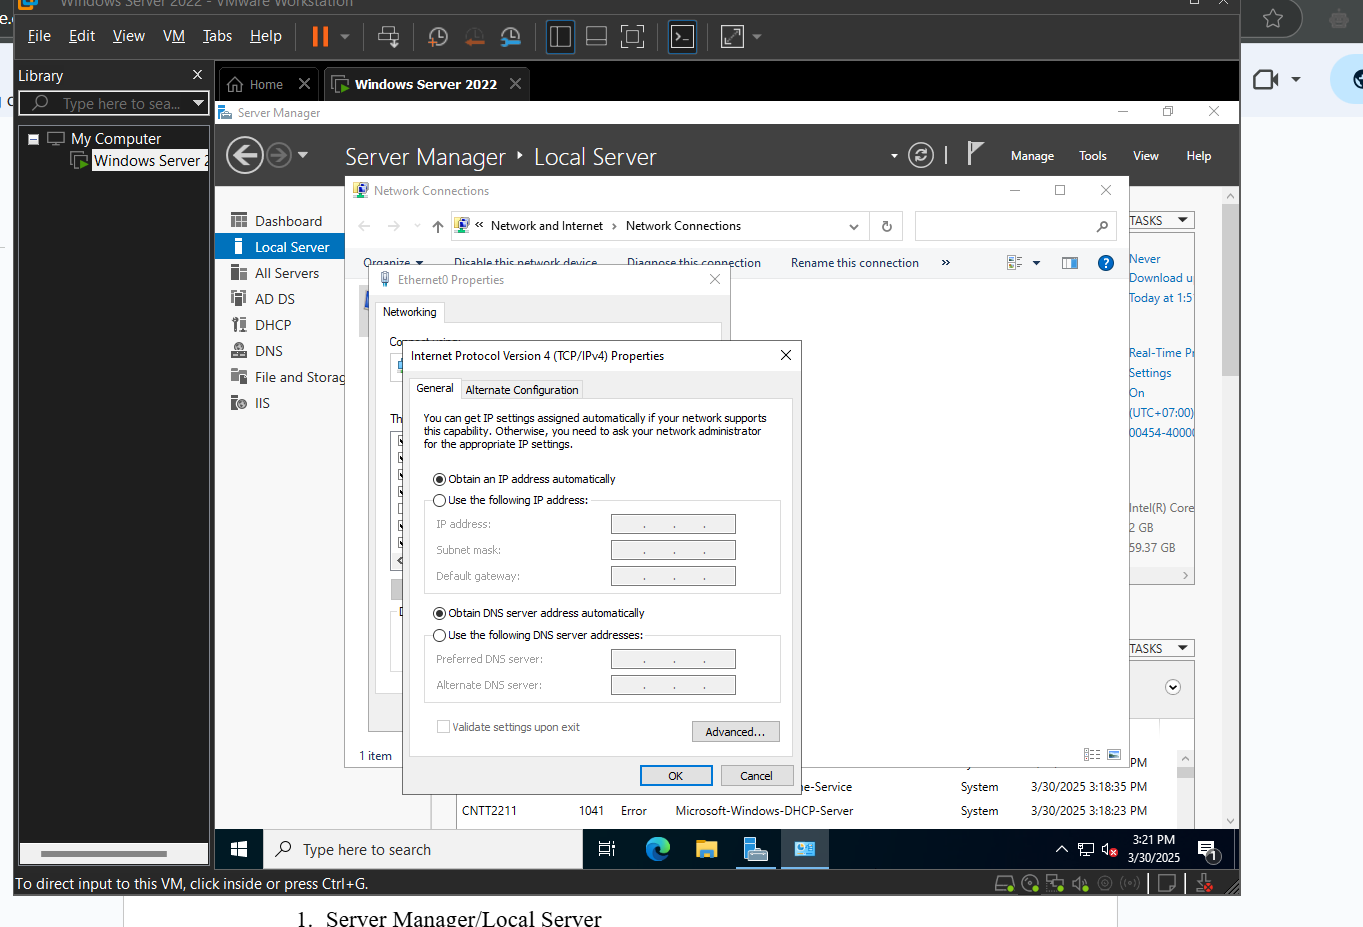 Windows Server 2022 - VMware Workstation
File Edit View VM Tabs Help
Library
Type here to sea...
My Computer
Windows Server 2
Home
Windows Server 2022
Server Manager
Server Manager Local Server
Manage Tools View Help
Dashboard
Local Server
All Servers
AD DS
DHCP
DNS
File and Storag
IIS
Network Connections
« Network and Internet › Network Connections
Organize Disable this network device Diagnose this connection Rename this connection »
Ethernet0 Properties
Networking
Internet Protocol Version 4 (TCP/IPv4) Properties
General Alternate Configuration
You can get IP settings assigned automatically if your network supports
this capability. Otherwise, you need to ask your network administrator
for the appropriate IP settings.
Obtain an IP address automatically
Use the following IP address:
IP address:
Subnet mask:
Default gateway:
Obtain DNS server address automatically
Use the following DNS server addresses:
Preferred DNS server:
Alternate DNS server:
Validate settings upon exit
Advanced...
OK Cancel
1 item
TASKS
Never
Download u
Today at 1:5
Real-Time Pr
Settings
On
(UTC+07:00)
00454-4000
Intel(R) Core
2 GB
59.37 GB
TASKS
PM
ne-Service System 3/30/2025 3:18:35 PM
CNTT2211 1041 Error Microsoft-Windows-DHCP-Server System 3/30/2025 3:18:23 PM
Type here to search
3:21 PM
3/30/2025
1
To direct input to this VM, click inside or press Ctrl+G.
1. Server Manager/Local Server